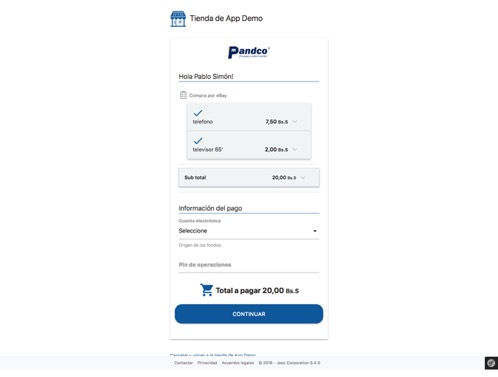 Tienda de App Demo
Pandco
Hola Pablo Simón!
Compra por eBay
telefono 7,50 Bs.S
televisor 65' 2,00 Bs.S
Sub total 20,00 Bs.S
Información del pago
Cuenta electrónica
Seleccione
Origen de los fondos.
Pin de operaciones
Total a pagar 20,00 Bs.S
CONTINUAR
Cancelar y volver a la tienda de App Demo
Contactar Privacidad Acuerdos legales © 2018 - Jeec Corporation S.A.S